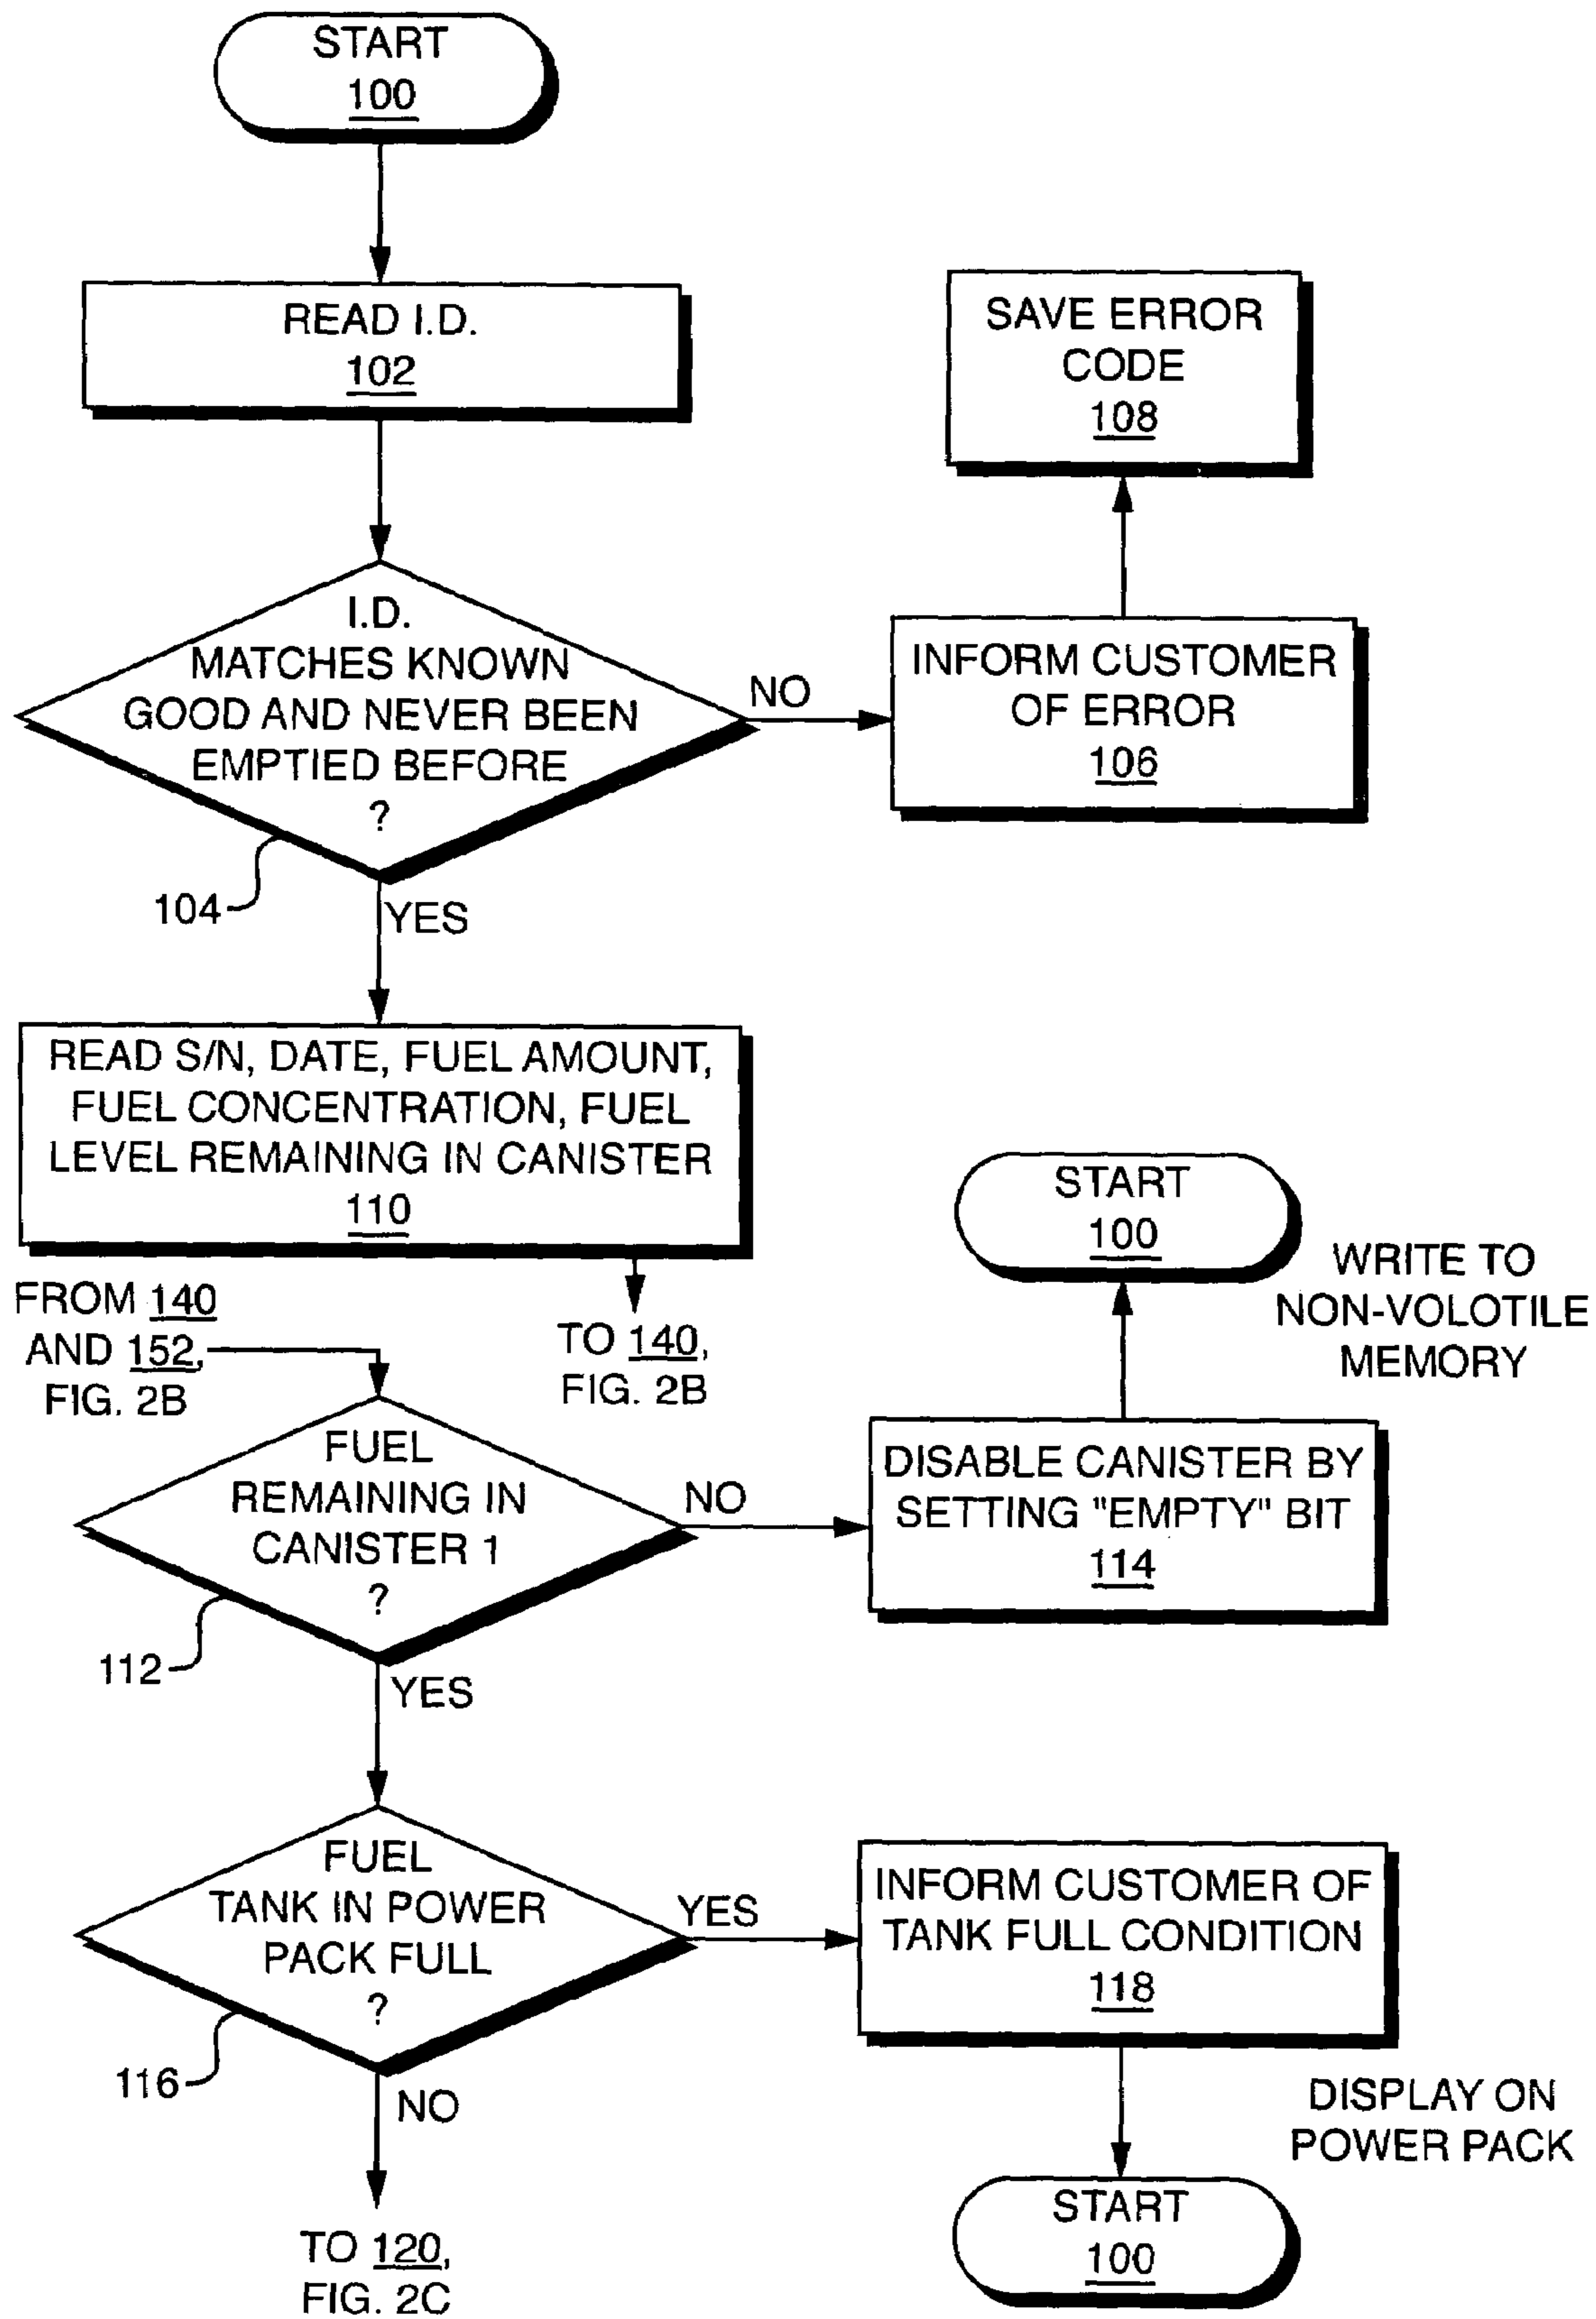 START
100
READ I.D.
102
SAVE ERROR
CODE
108
I.D.
MATCHES KNOWN
GOOD AND NEVER BEEN
EMPTIED BEFORE
?
104
NO
INFORM CUSTOMER
OF ERROR
106
YES
READ S/N, DATE, FUEL AMOUNT,
FUEL CONCENTRATION, FUEL
LEVEL REMAINING IN CANISTER
110
TO 140,
FIG. 2B
FROM 140
AND 152,
FIG. 2B
FUEL
REMAINING IN
CANISTER 1
?
112
NO
DISABLE CANISTER BY
SETTING "EMPTY" BIT
114
WRITE TO
NON-VOLOTILE
MEMORY
START
100
YES
FUEL
TANK IN POWER
PACK FULL
?
116
YES
INFORM CUSTOMER OF
TANK FULL CONDITION
118
DISPLAY ON
POWER PACK
START
100
NO
TO 120,
FIG. 2C